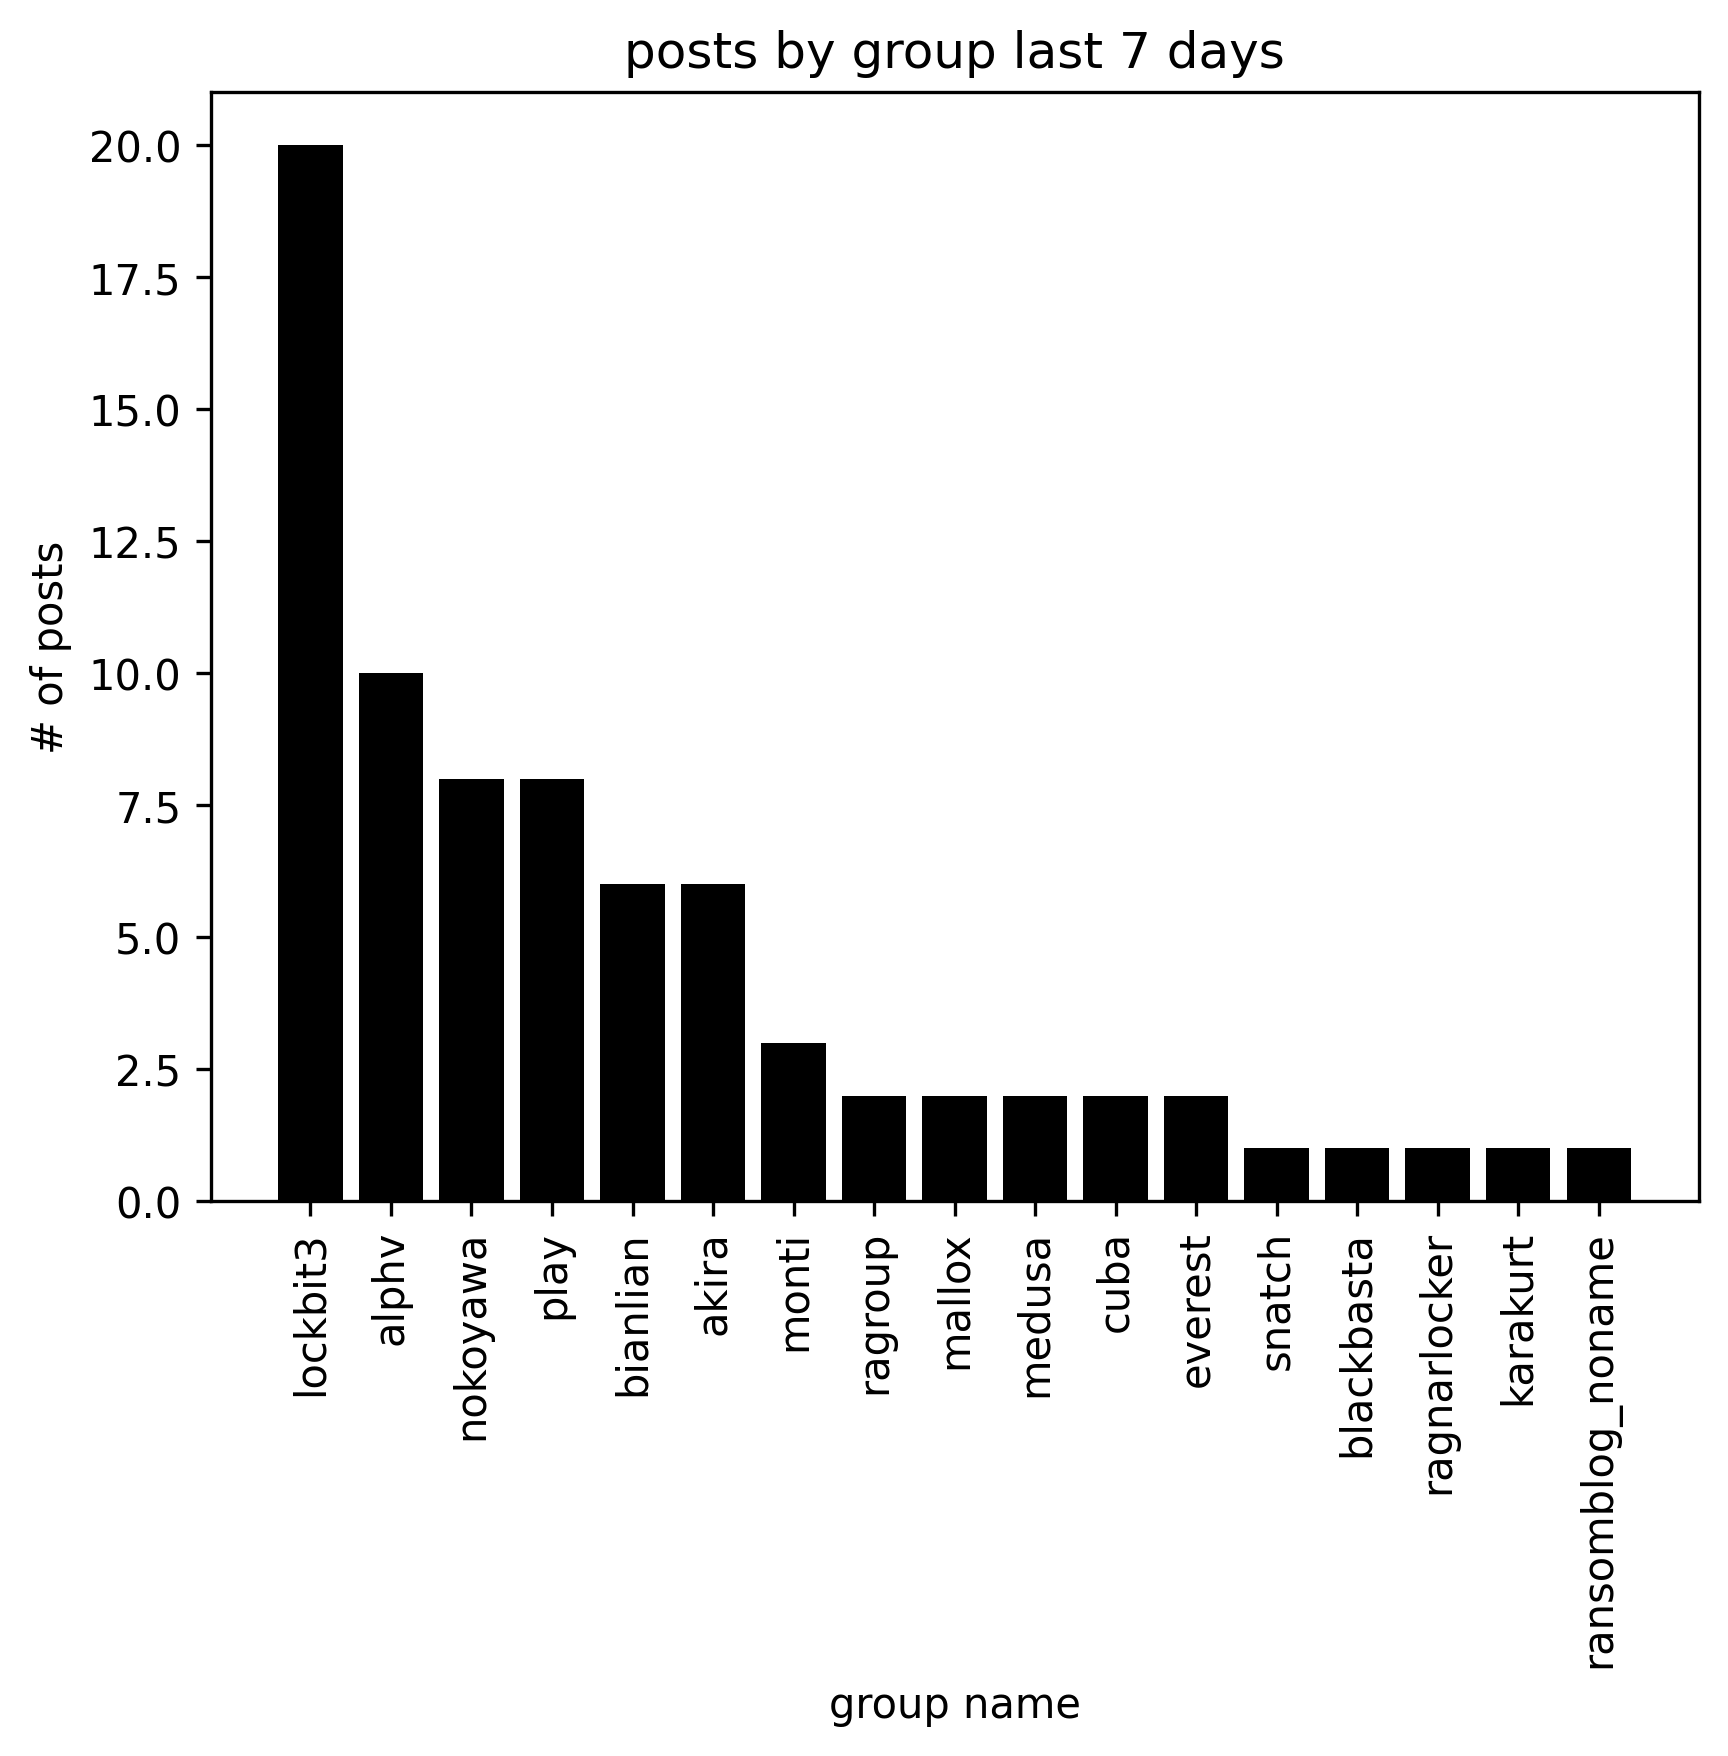 posts by group last 7 days
# of posts
20.0
17.5
15.0
12.5
10.0
7.5
5.0
2.5
0.0
lockbit3
alphv
nokoyawa
play
bianlian
akira
monti
ragroup
mallox
medusa
cuba
everest
snatch
blackbasta
ragnarlocker
karakurt
ransomblog_noname
group name